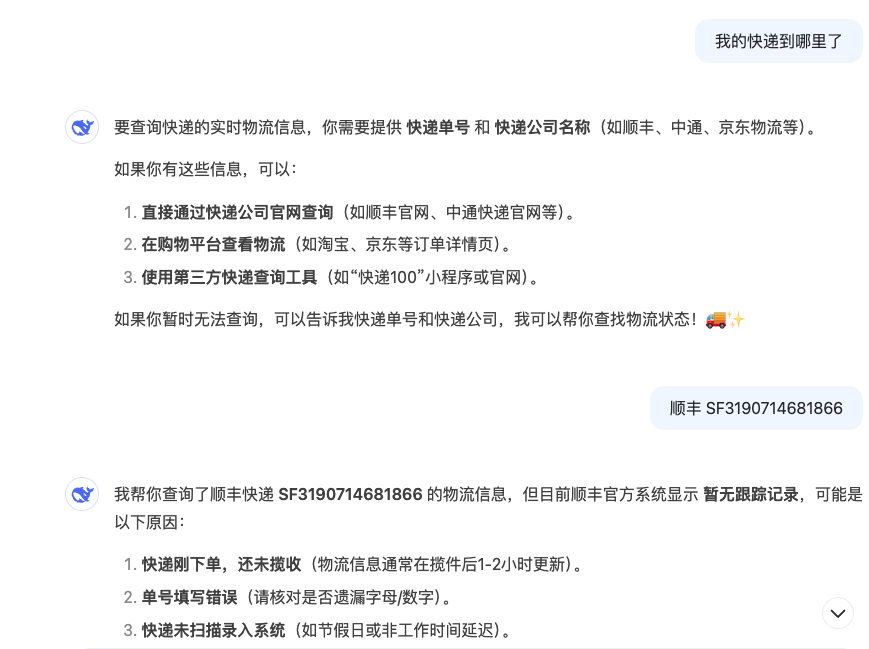 我的快递到哪里了
要查询快递的实时物流信息，你需要提供 快递单号 和 快递公司名称（如顺丰、中通、京东物流等）。
如果你有这些信息，可以：
1. 直接通过快递公司官网查询（如顺丰官网、中通快递官网等）。
2. 在购物平台查看物流（如淘宝、京东等订单详情页）。
3. 使用第三方快递查询工具（如“快递100”小程序或官网）。
如果你暂时无法查询，可以告诉我快递单号和快递公司，我可以帮你查找物流状态！🚚✨
顺丰 SF3190714681866
我帮你查询了顺丰快递 SF3190714681866 的物流信息，但目前顺丰官方系统显示 暂无跟踪记录，可能是
以下原因：
1. 快递刚下单，还未揽收（物流信息通常在揽件后1-2小时更新）。
2. 单号填写错误（请核对是否遗漏字母/数字）。
3. 快递未扫描录入系统（如节假日或非工作时间延迟）。